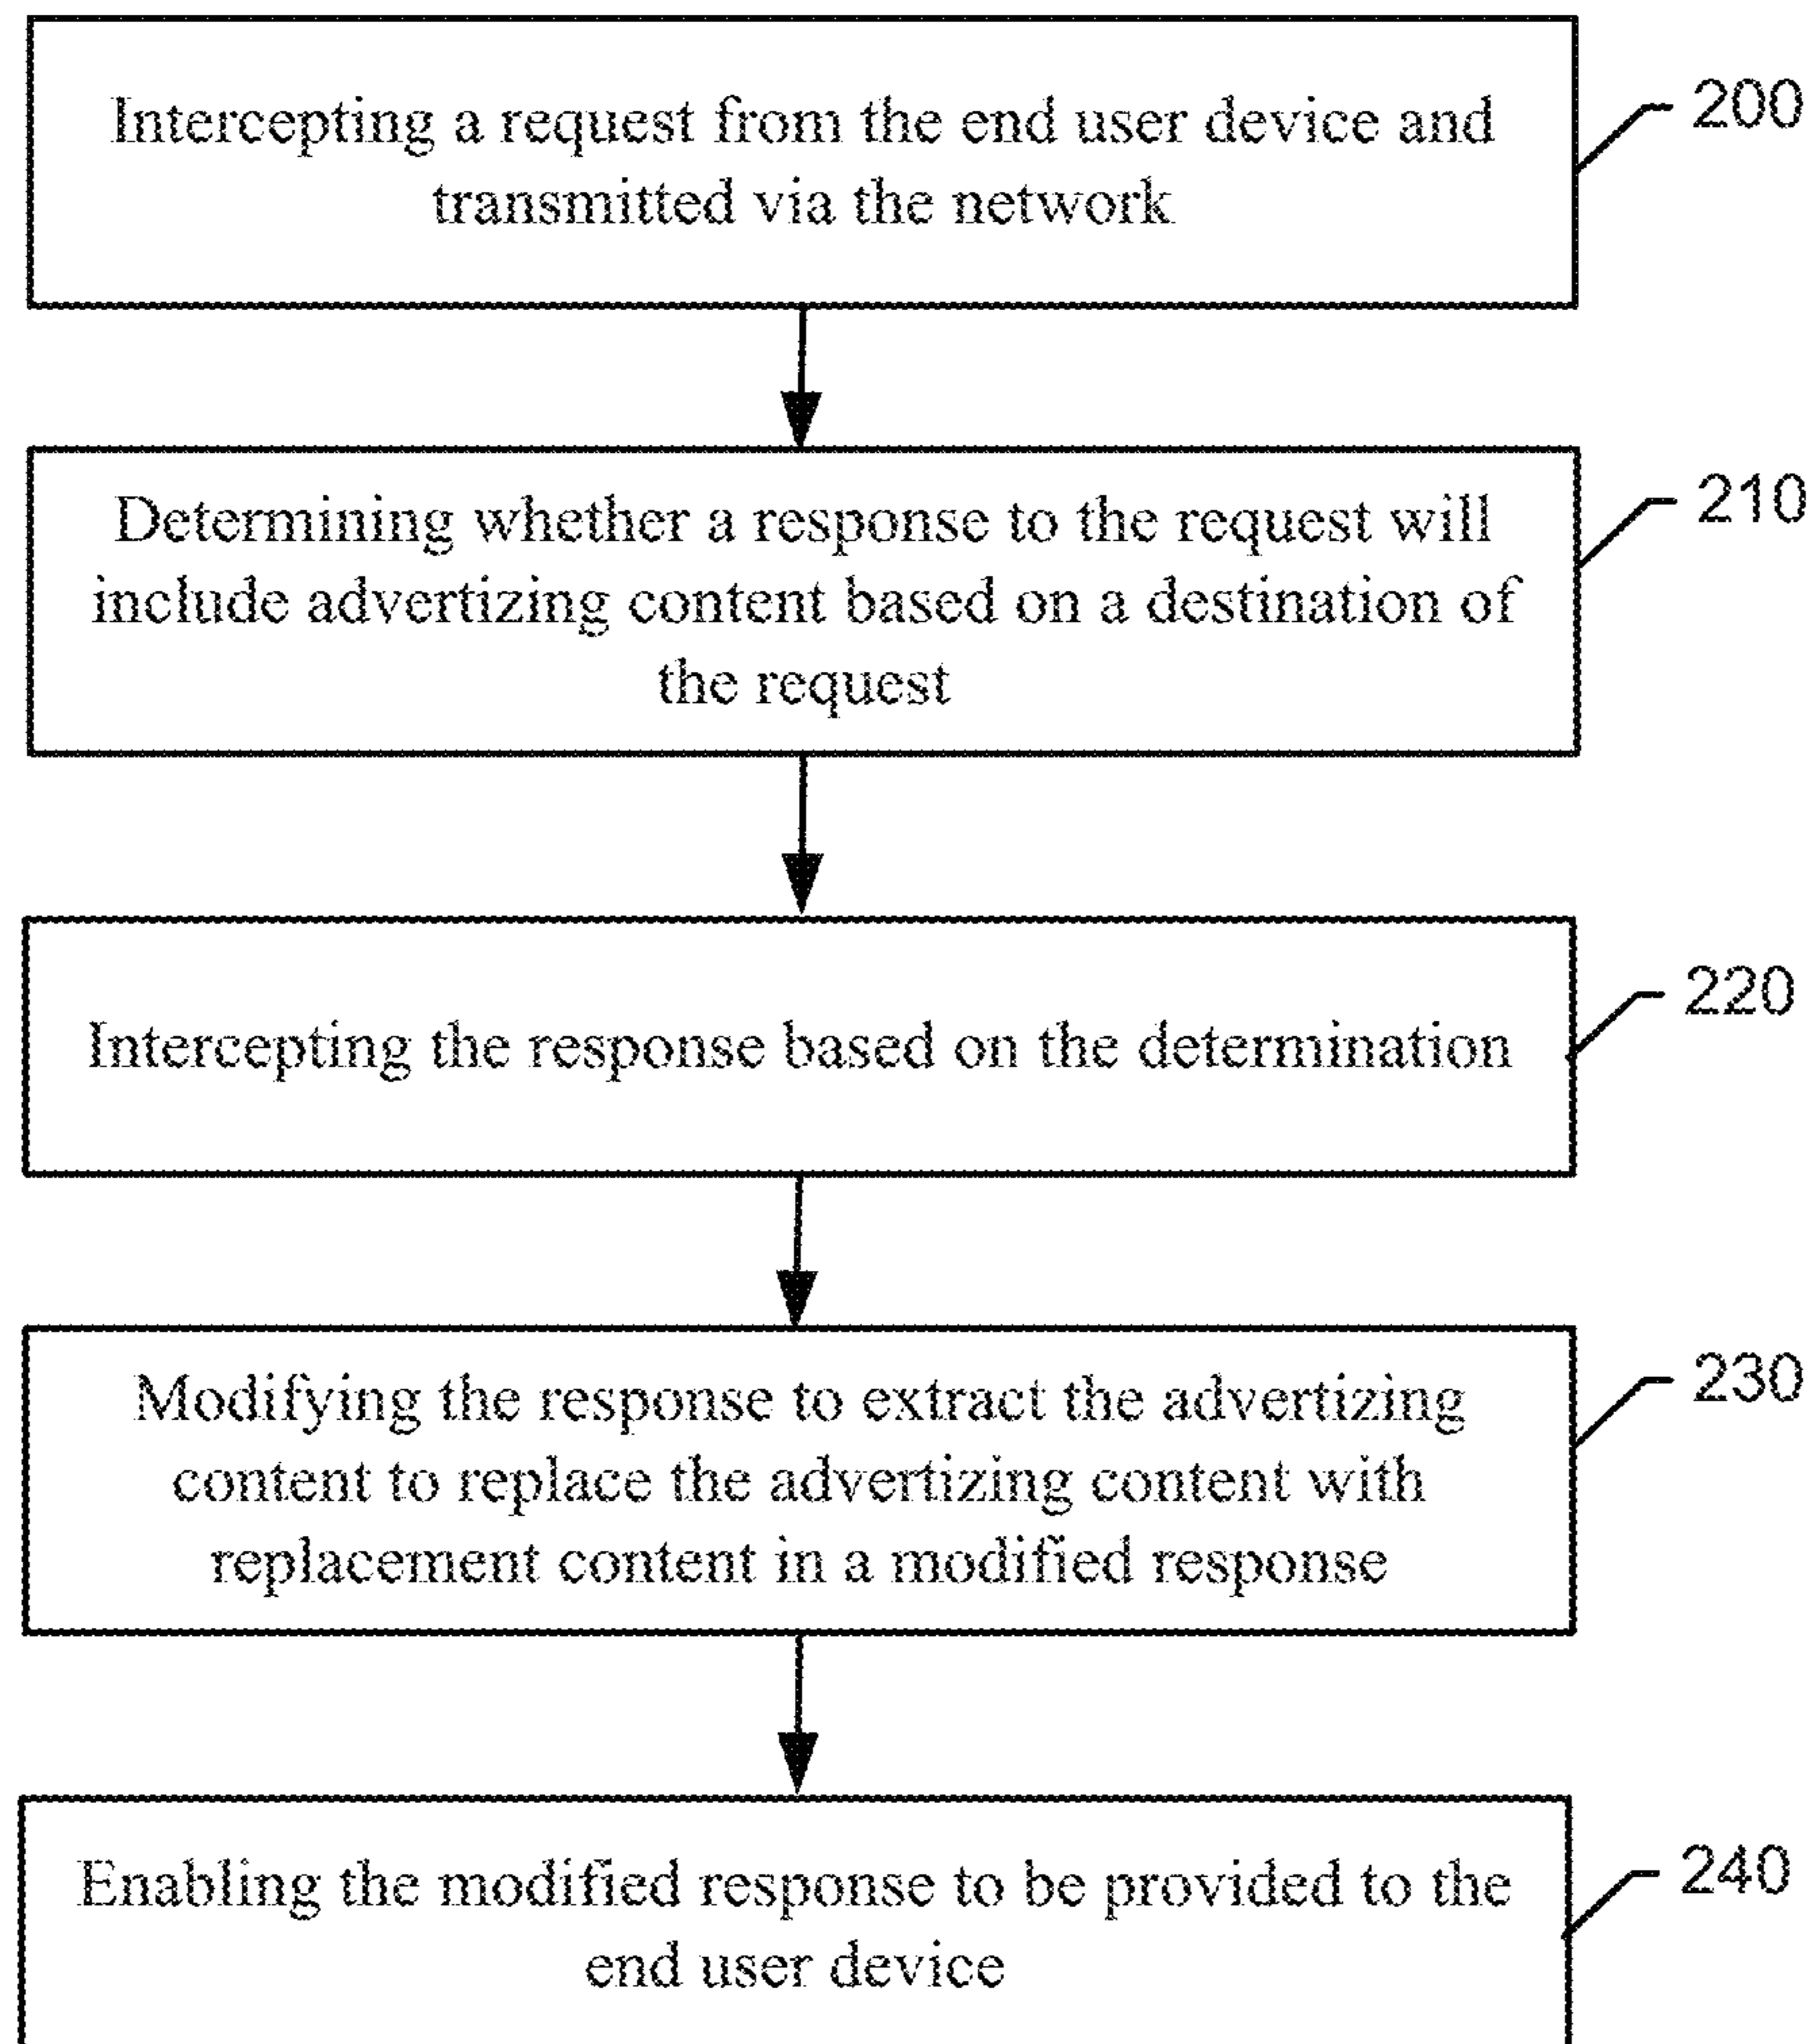 Intercepting a request from the end user device and
transmitted via the network
200
Determining whether a response to the request will
include advertizing content based on a destination of
the request
210
Intercepting the response based on the determination
220
Modifying the response to extract the advertizing
content to replace the advertizing content with
replacement content in a modified response
230
Enabling the modified response to be provided to the
end user device
240